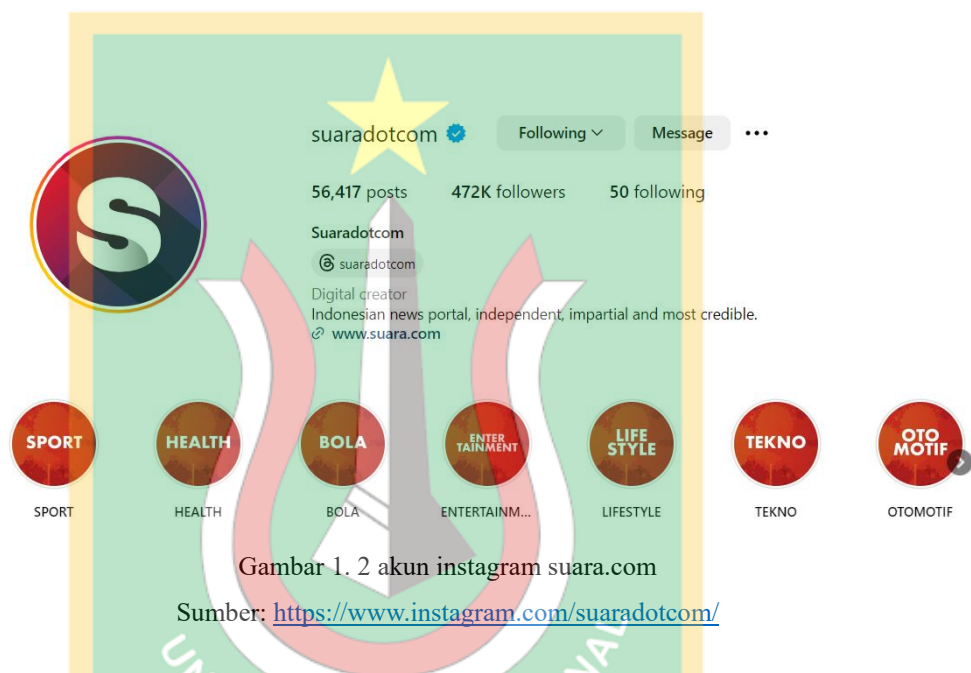 suaradotcom Following Message
56,417 posts 472K followers 50 following
Suaradotcom
suaradotcom
Digital creator
Indonesian news portal, independent, impartial and most credible.
www.suara.com
SPORT HEALTH BOLA ENTER TAINMENT LIFE STYLE TEKNO OTO MOTIF
SPORT HEALTH BOLA ENTERTAINM... LIFESTYLE TEKNO OTOMOTIF
Gambar 1. 2 akun instagram suara.com
Sumber: https://www.instagram.com/suaradotcom/